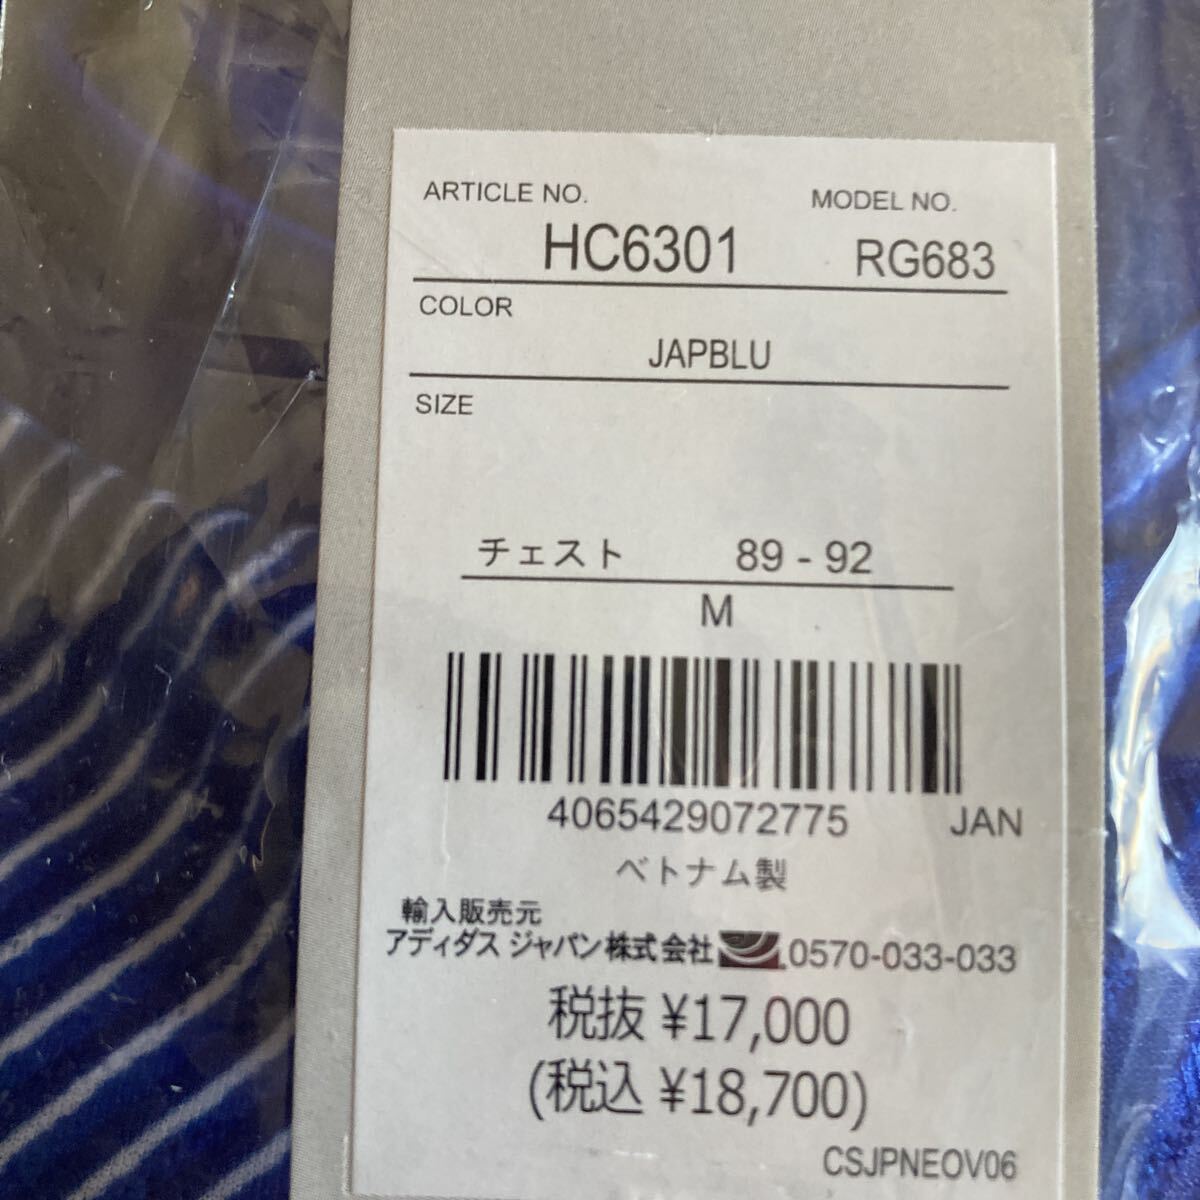 ARTICLE NO. MODEL NO.
HC6301 RG683
COLOR
JAPBLU
SIZE
チェスト 89 - 92
M
4065429072775 JAN
ベトナム製
輸入販売元
アディダス ジャパン株式会社 0570-033-033
税抜 ¥17,000
(税込 ¥18,700)
CSJPNEOV06